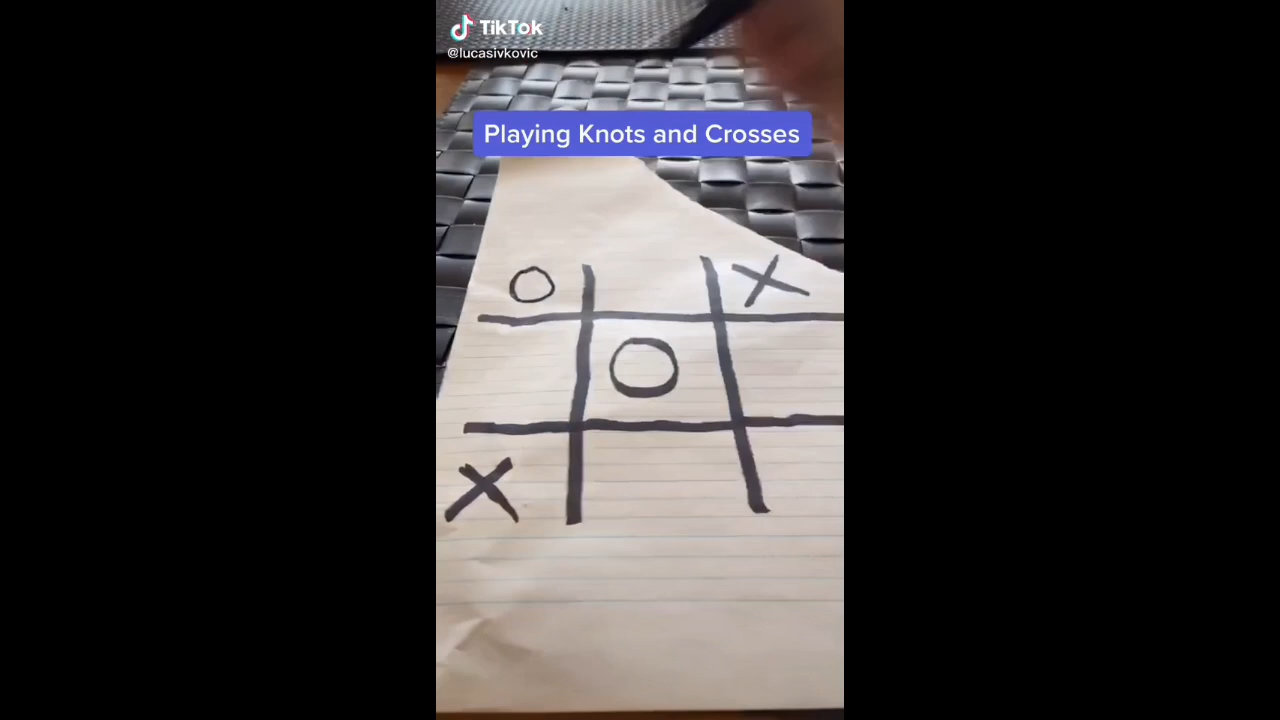 TikTok
@lucasivkovic
Playing Knots and Crosses
O X
O
X